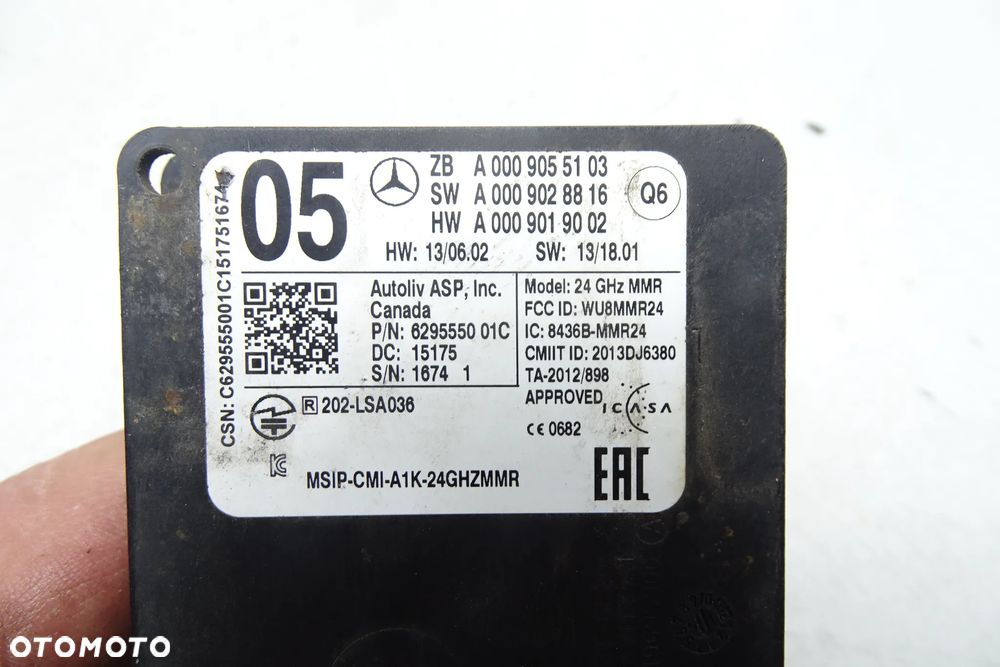 05
ZB A 000 905 51 03
SW A 000 902 88 16
HW A 000 901 90 02
Q6
HW: 13/06.02 SW: 13/18.01
CSN: C629555001C151751674
Autoliv ASP, Inc.
Canada
P/N: 6295550 01C
DC: 15175
S/N: 1674 1
Model: 24 GHz MMR
FCC ID: WU8MMR24
IC: 8436B-MMR24
CMIIT ID: 2013DJ6380
TA-2012/898
APPROVED
ICASA
CE 0682
R 202-LSA036
MSIP-CMI-A1K-24GHZMMR
EAC
OTOMOTO